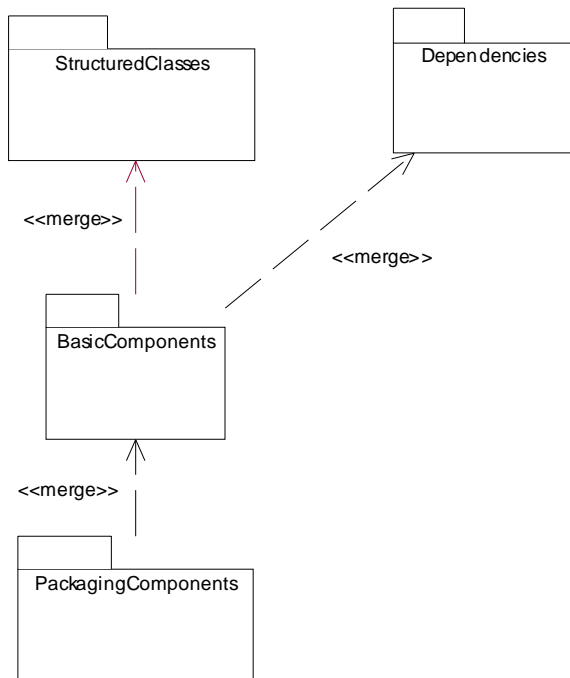 StructuredClasses
Dependencies
<<merge>>
<<merge>>
BasicComponents
<<merge>>
PackagingComponents